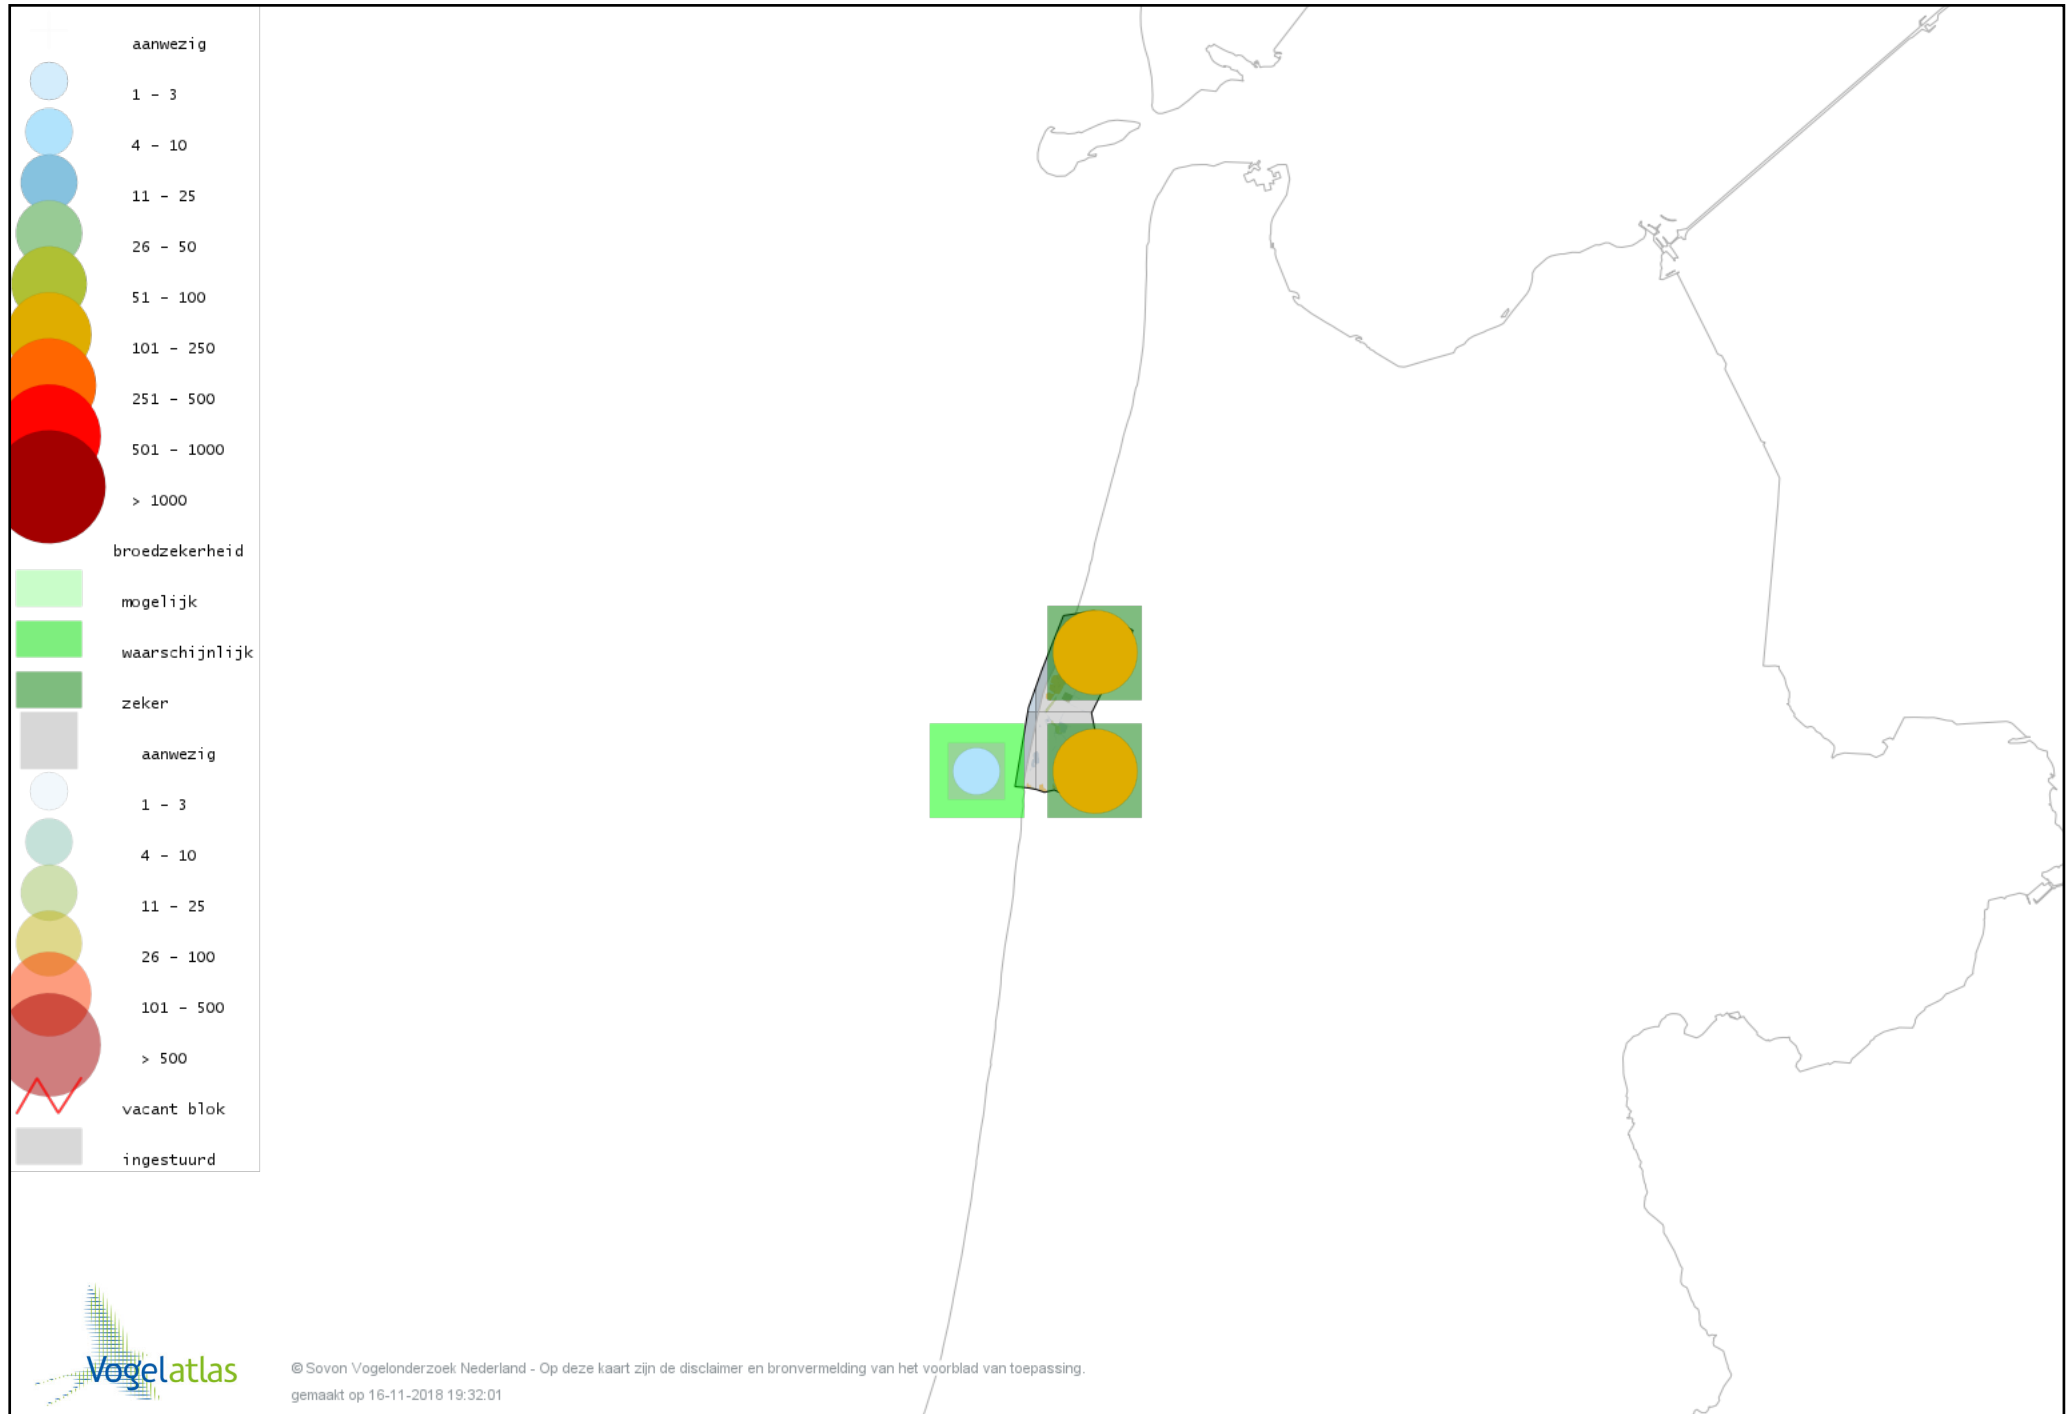 aanwezig
1 - 3
4 - 10
11 - 25
26 - 50
51 - 100
101 - 250
251 - 500
501 - 1000
> 1000
broedzekerheid
mogelijk
waarschijnlijk
zeker
aanwezig
1 - 3
4 - 10
11 - 25
26 - 100
101 - 500
> 500
vacant blok
ingestuurd
Vogelatlas
© Sovon Vogelonderzoek Nederland - Op deze kaart zijn de disclaimer en bronvermelding van het voorblad van toepassing.
gemaakt op 16-11-2018 19:32:01